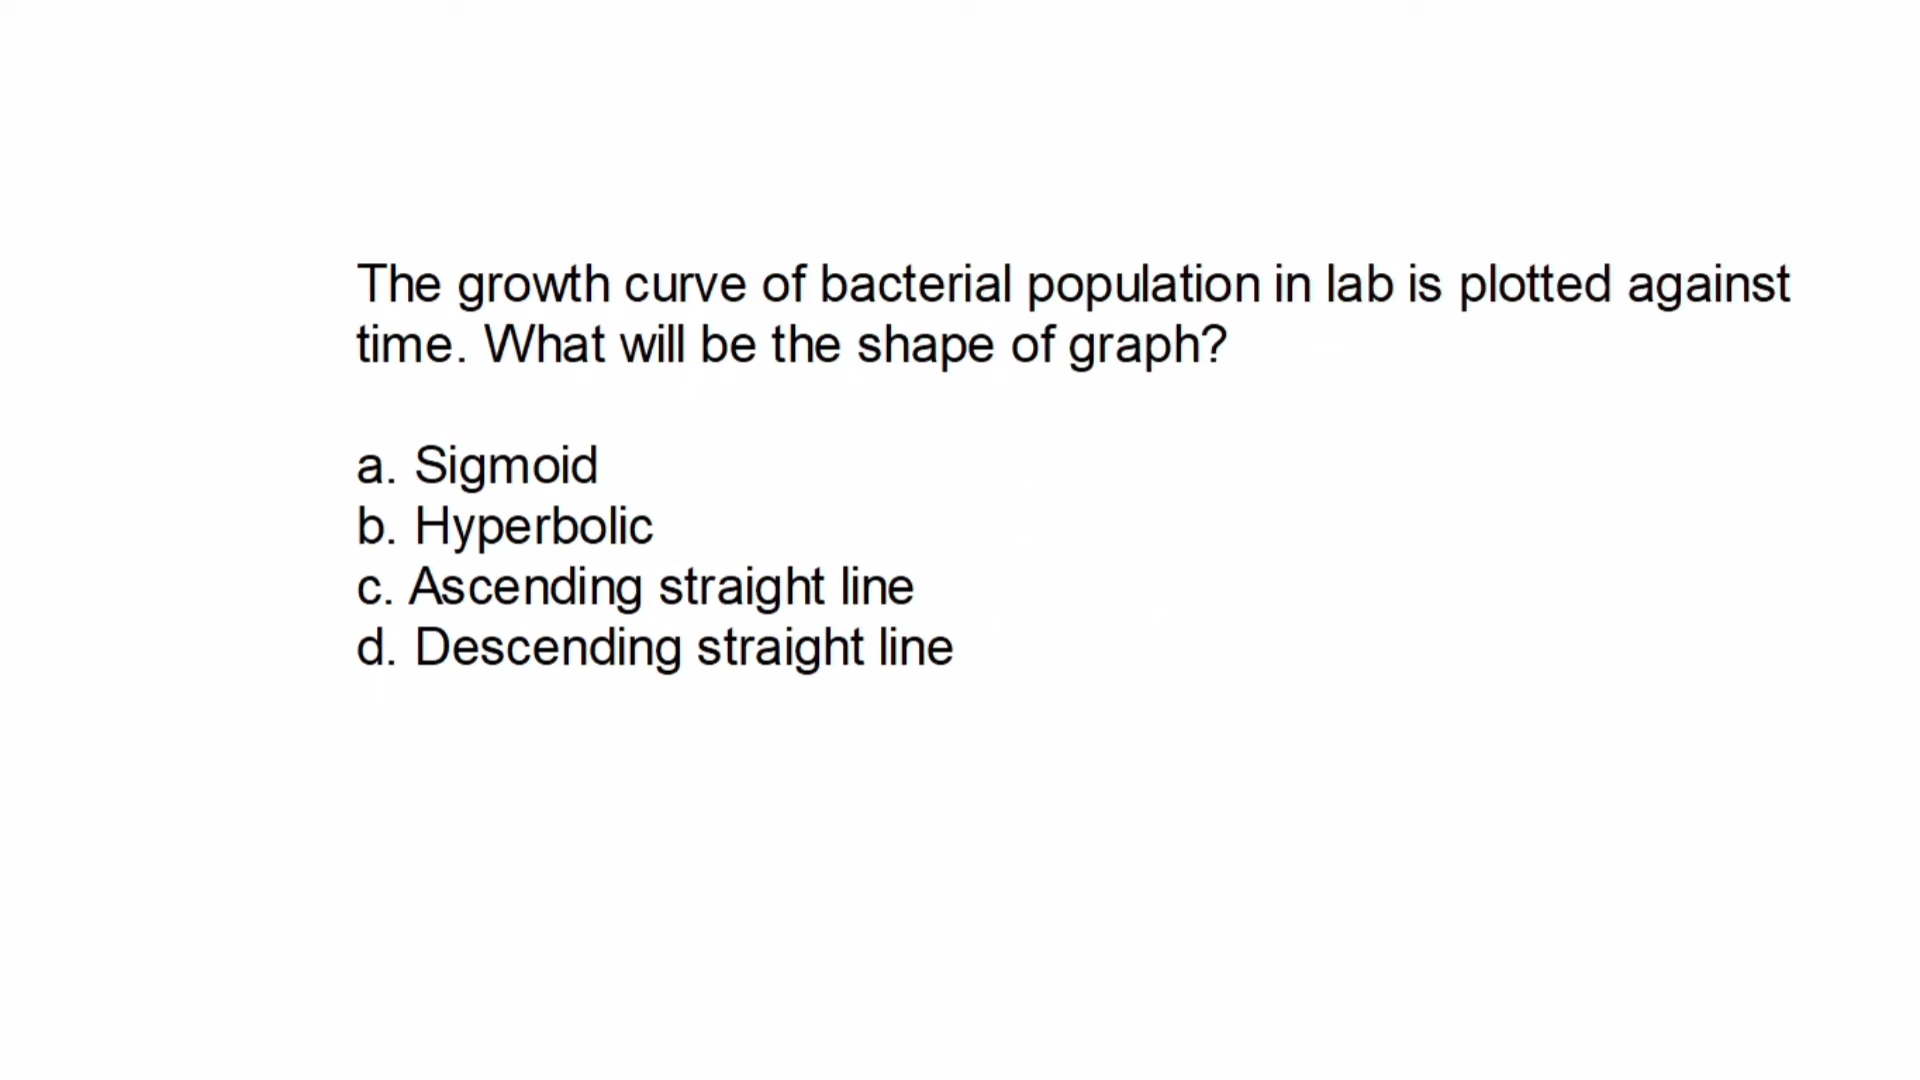 The growth curve of bacterial population in lab is plotted against
time. What will be the shape of graph?
a. Sigmoid
b. Hyperbolic
c. Ascending straight line
d. Descending straight line